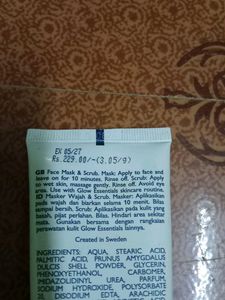 EX 05/27
Rs.229.00/-(3.05/g)
GB Face Mask & Scrub. Mask: Apply to face and
leave on for 10 minutes. Rinse off. Scrub: Apply
to wet skin, massage gently. Rinse off. Avoid eye
area. Use with Glow Essentials skincare routine.
ID Masker Wajah & Scrub. Masker: Aplikasikan
pada wajah dan biarkan selama 10 menit. Bilas
sampai bersih. Scrub: Aplikasikan pada kulit yang
basah, pijat perlahan. Bilas. Hindari area sekitar
mata. Gunakan bersama dengan rangkaian
perawatan kulit Glow Essentials lainnya.
Created in Sweden
INGREDIENTS: AQUA, STEARIC ACID,
PALMITIC ACID, PRUNUS AMYGDALUS
DULCIS SHELL POWDER, GLYCERIN,
PHENOXYETHANOL, CARBOMER,
IMIDAZOLIDINYL UREA, PARFUM,
SODIUM HYDROXIDE, POLYSORBATE
DISODIUM EDTA, ARACHIDIC